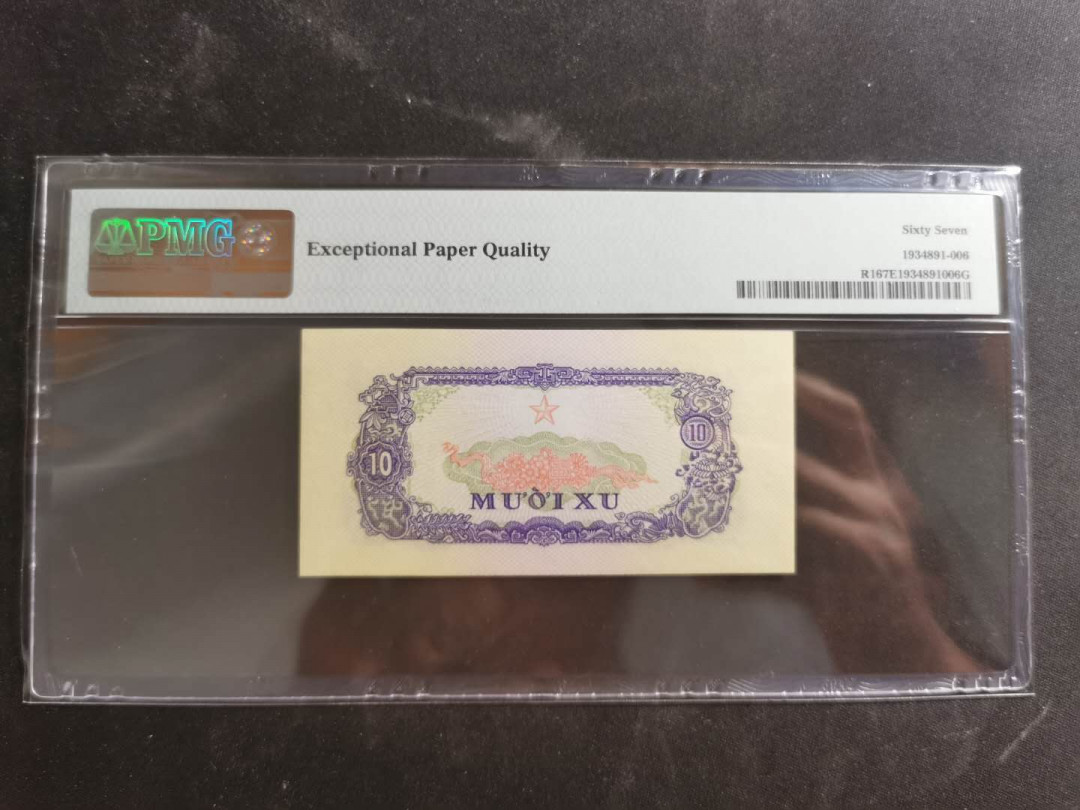 PMG
Exceptional Paper Quality
Sixty Seven
1934891-006
R167E1934891006G
10
10
MƯỜI XU